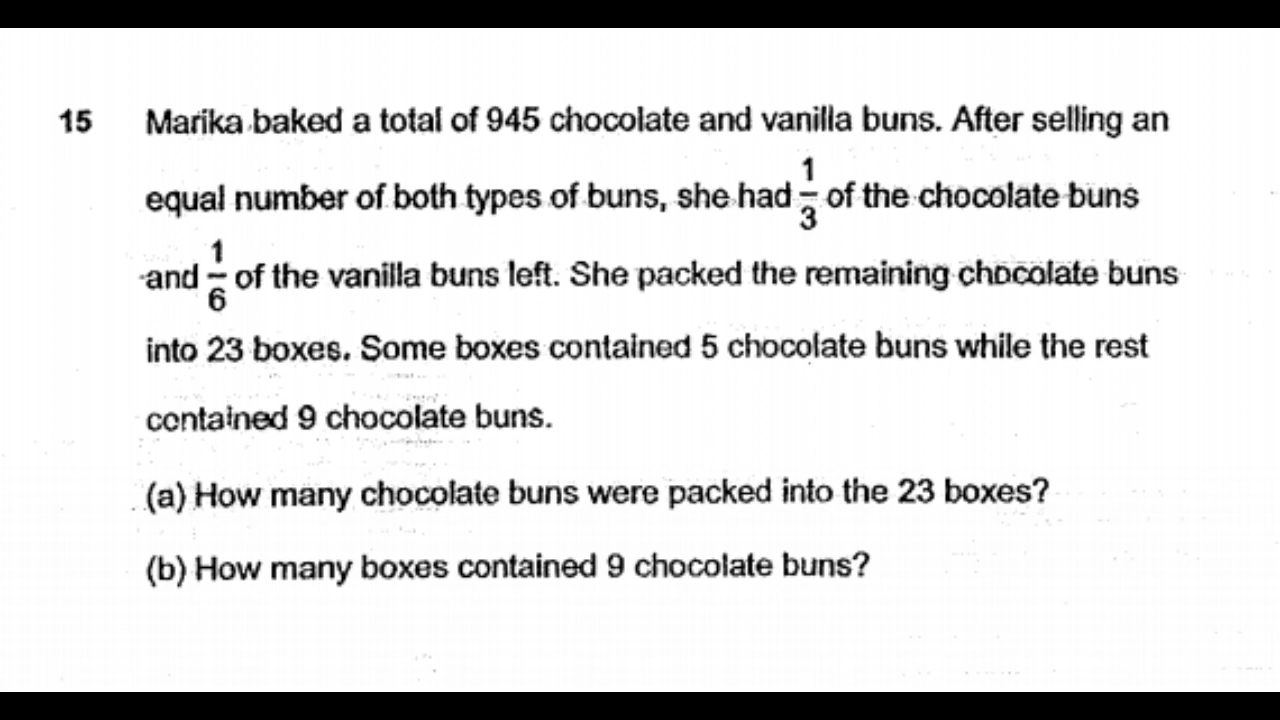 15 Marika baked a total of 945 chocolate and vanilla buns. After selling an
equal number of both types of buns, she had 1/3 of the chocolate buns
and 1/6 of the vanilla buns left. She packed the remaining chocolate buns
into 23 boxes. Some boxes contained 5 chocolate buns while the rest
contained 9 chocolate buns.
(a) How many chocolate buns were packed into the 23 boxes?
(b) How many boxes contained 9 chocolate buns?